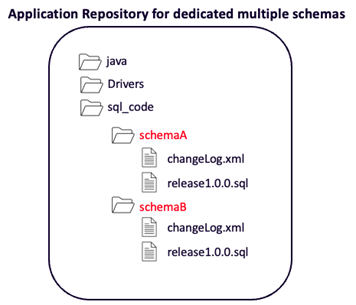 Application Repository for dedicated multiple schemas
java
Drivers
sql_code
schemaA
changeLog.xml
release1.0.0.sql
schemaB
changeLog.xml
release1.0.0.sql